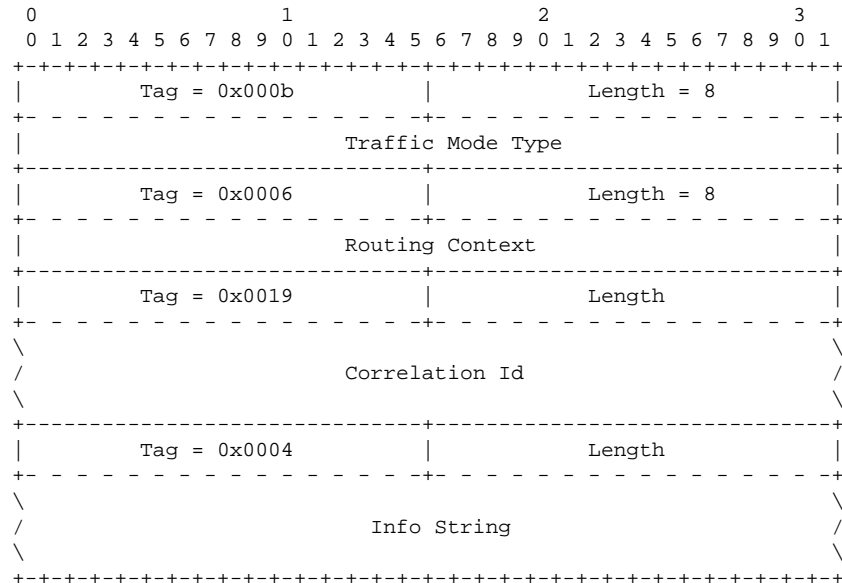 0                   1                   2                   3
 0 1 2 3 4 5 6 7 8 9 0 1 2 3 4 5 6 7 8 9 0 1 2 3 4 5 6 7 8 9 0 1
+-+-+-+-+-+-+-+-+-+-+-+-+-+-+-+-+-+-+-+-+-+-+-+-+-+-+-+-+-+-+-+-+
|         Tag = 0x000b          |            Length = 8         |
+- - - - - - - - - - - - - - - -+- - - - - - - - - - - - - - - -+
|                         Traffic Mode Type                     |
+-------------------------------+-------------------------------+
|         Tag = 0x0006          |            Length = 8         |
+- - - - - - - - - - - - - - - -+- - - - - - - - - - - - - - - -+
|                         Routing Context                       |
+-------------------------------+-------------------------------+
|         Tag = 0x0019          |            Length             |
+- - - - - - - - - - - - - - - -+- - - - - - - - - - - - - - - -+
\                                                               \
/                         Correlation Id                        /
\                                                               \
+-------------------------------+-------------------------------+
|         Tag = 0x0004          |            Length             |
+- - - - - - - - - - - - - - - -+- - - - - - - - - - - - - - - -+
\                                                               \
/                           Info String                         /
\                                                               \
+-+-+-+-+-+-+-+-+-+-+-+-+-+-+-+-+-+-+-+-+-+-+-+-+-+-+-+-+-+-+-+-+